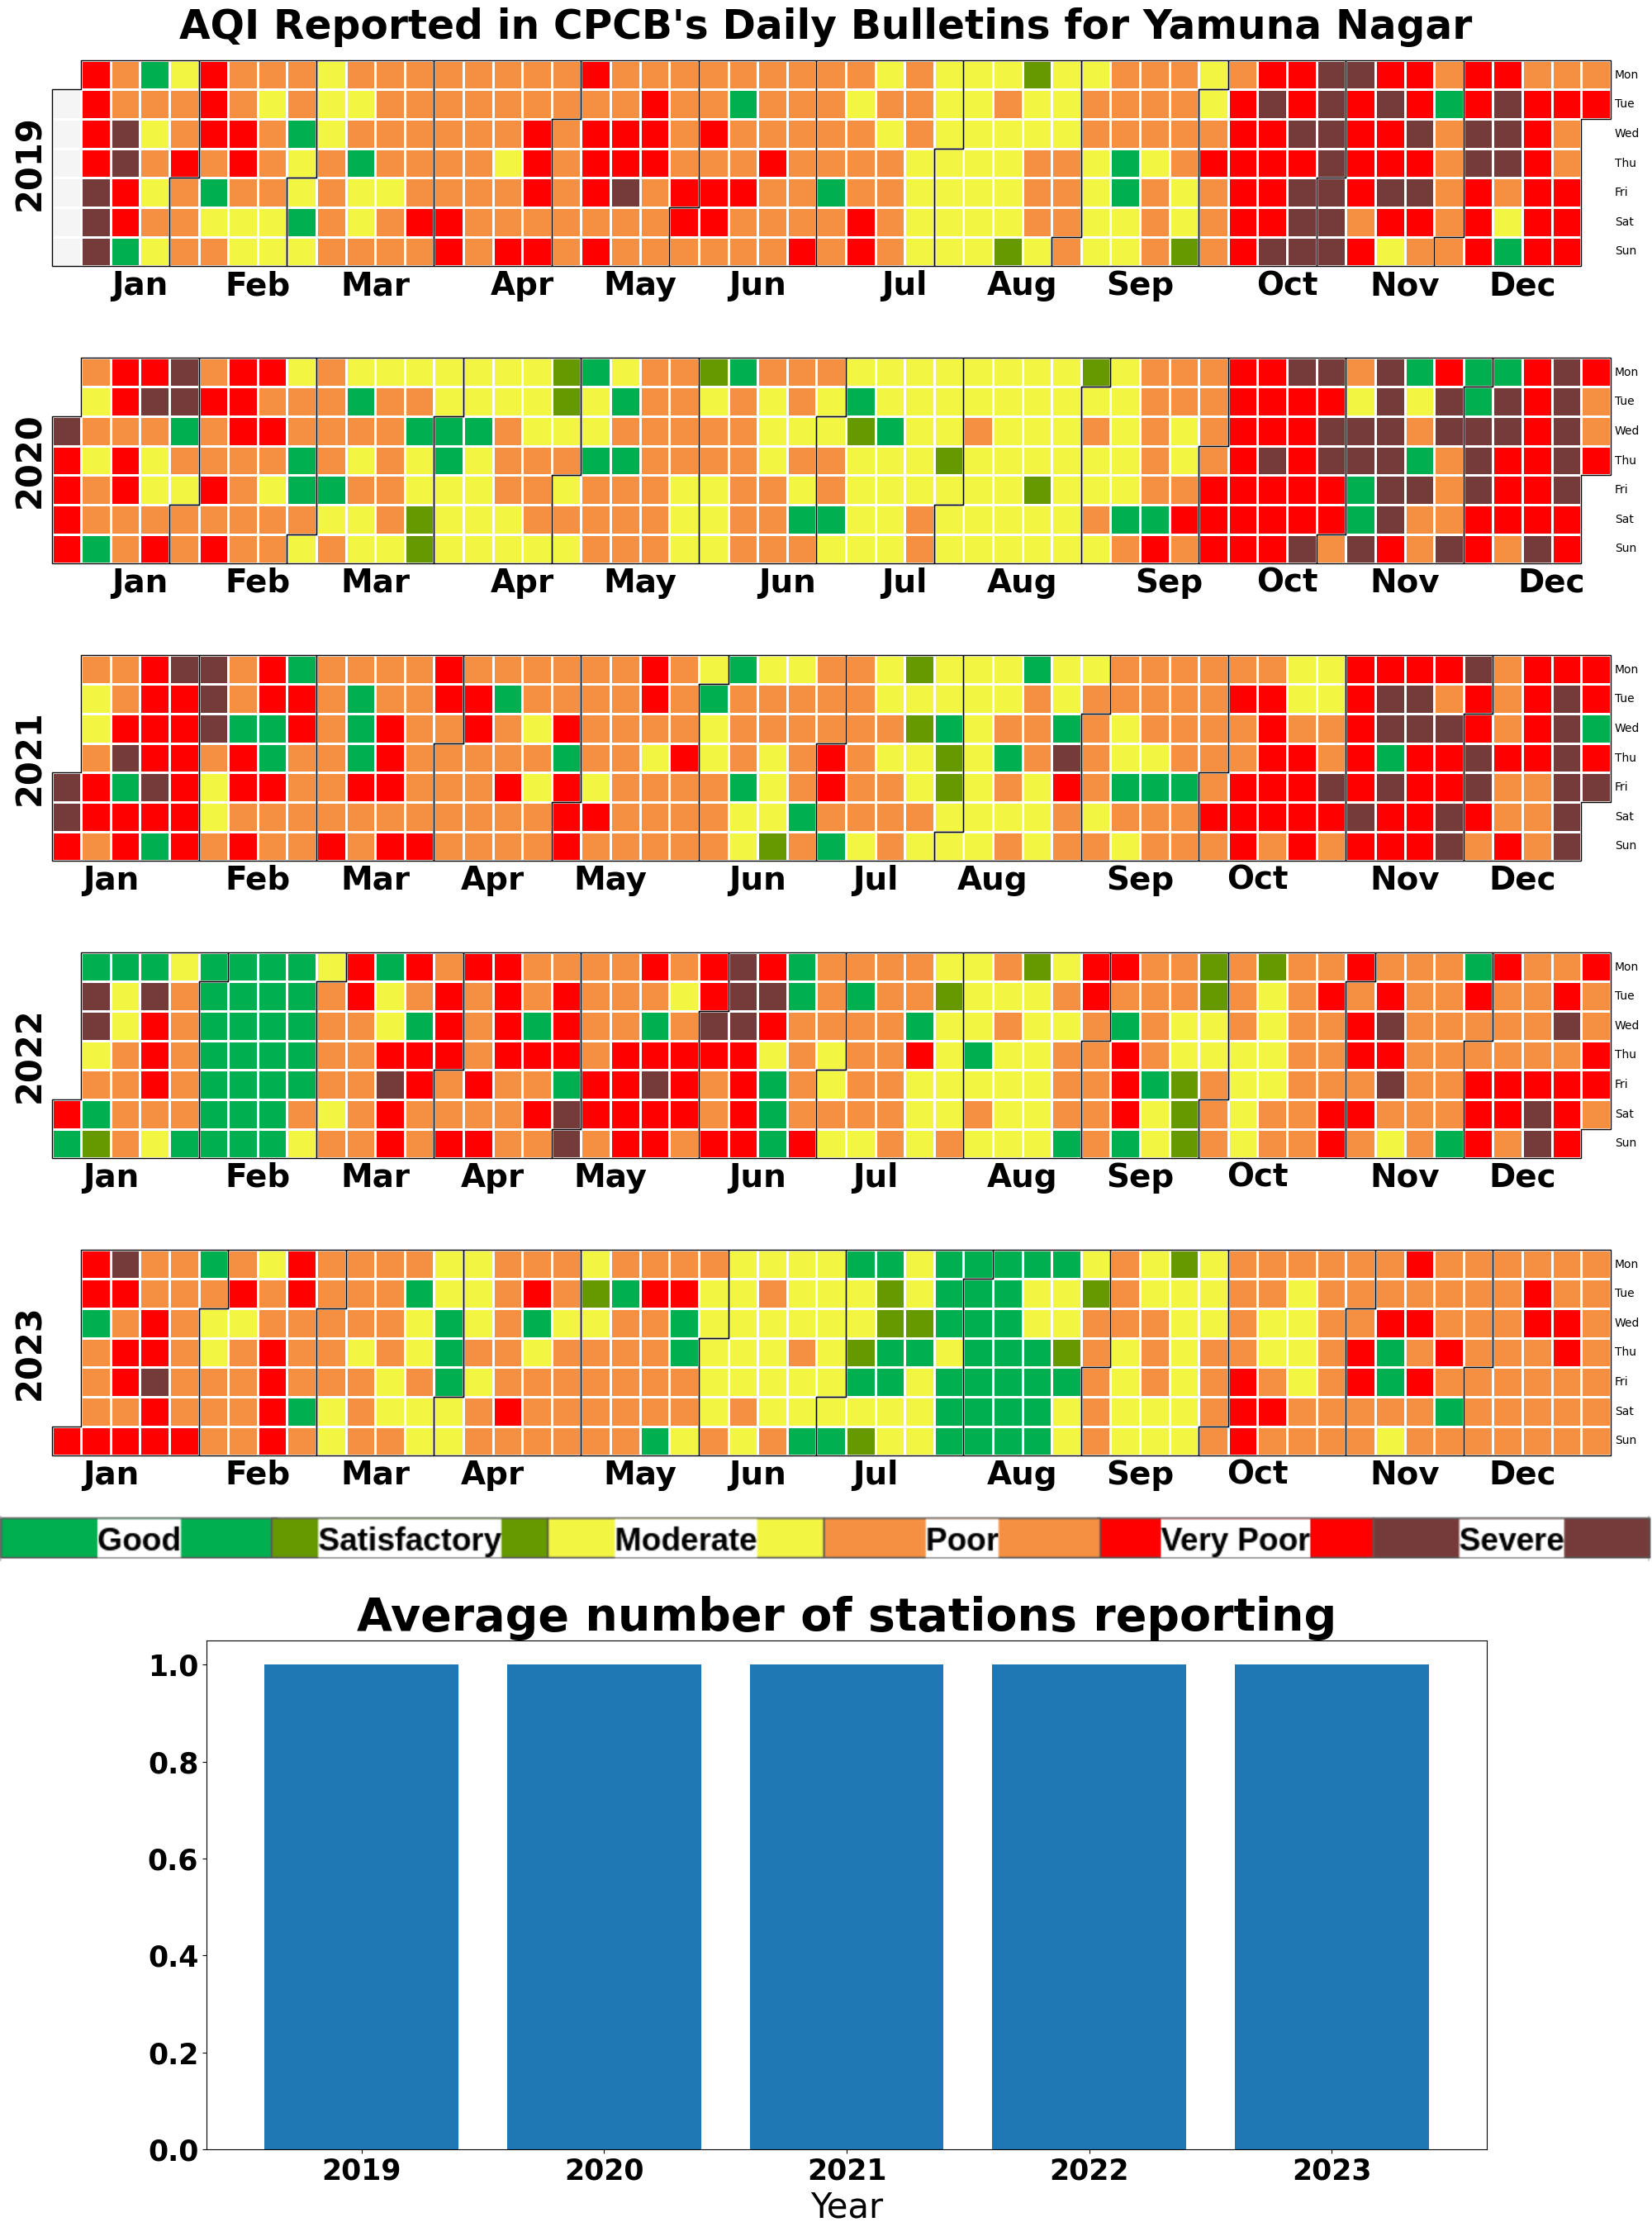 AQI Reported in CPCB's Daily Bulletins for Yamuna Nagar
2019
Mon
Tue
Wed
Thu
Fri
Sat
Sun
Jan Feb Mar Apr May Jun Jul Aug Sep Oct Nov Dec
2020
Mon
Tue
Wed
Thu
Fri
Sat
Sun
Jan Feb Mar Apr May Jun Jul Aug Sep Oct Nov Dec
2021
Mon
Tue
Wed
Thu
Fri
Sat
Sun
Jan Feb Mar Apr May Jun Jul Aug Sep Oct Nov Dec
2022
Mon
Tue
Wed
Thu
Fri
Sat
Sun
Jan Feb Mar Apr May Jun Jul Aug Sep Oct Nov Dec
2023
Mon
Tue
Wed
Thu
Fri
Sat
Sun
Jan Feb Mar Apr May Jun Jul Aug Sep Oct Nov Dec
Good Satisfactory Moderate Poor Very Poor Severe
Average number of stations reporting
1.0
0.8
0.6
0.4
0.2
0.0
2019 2020 2021 2022 2023
Year